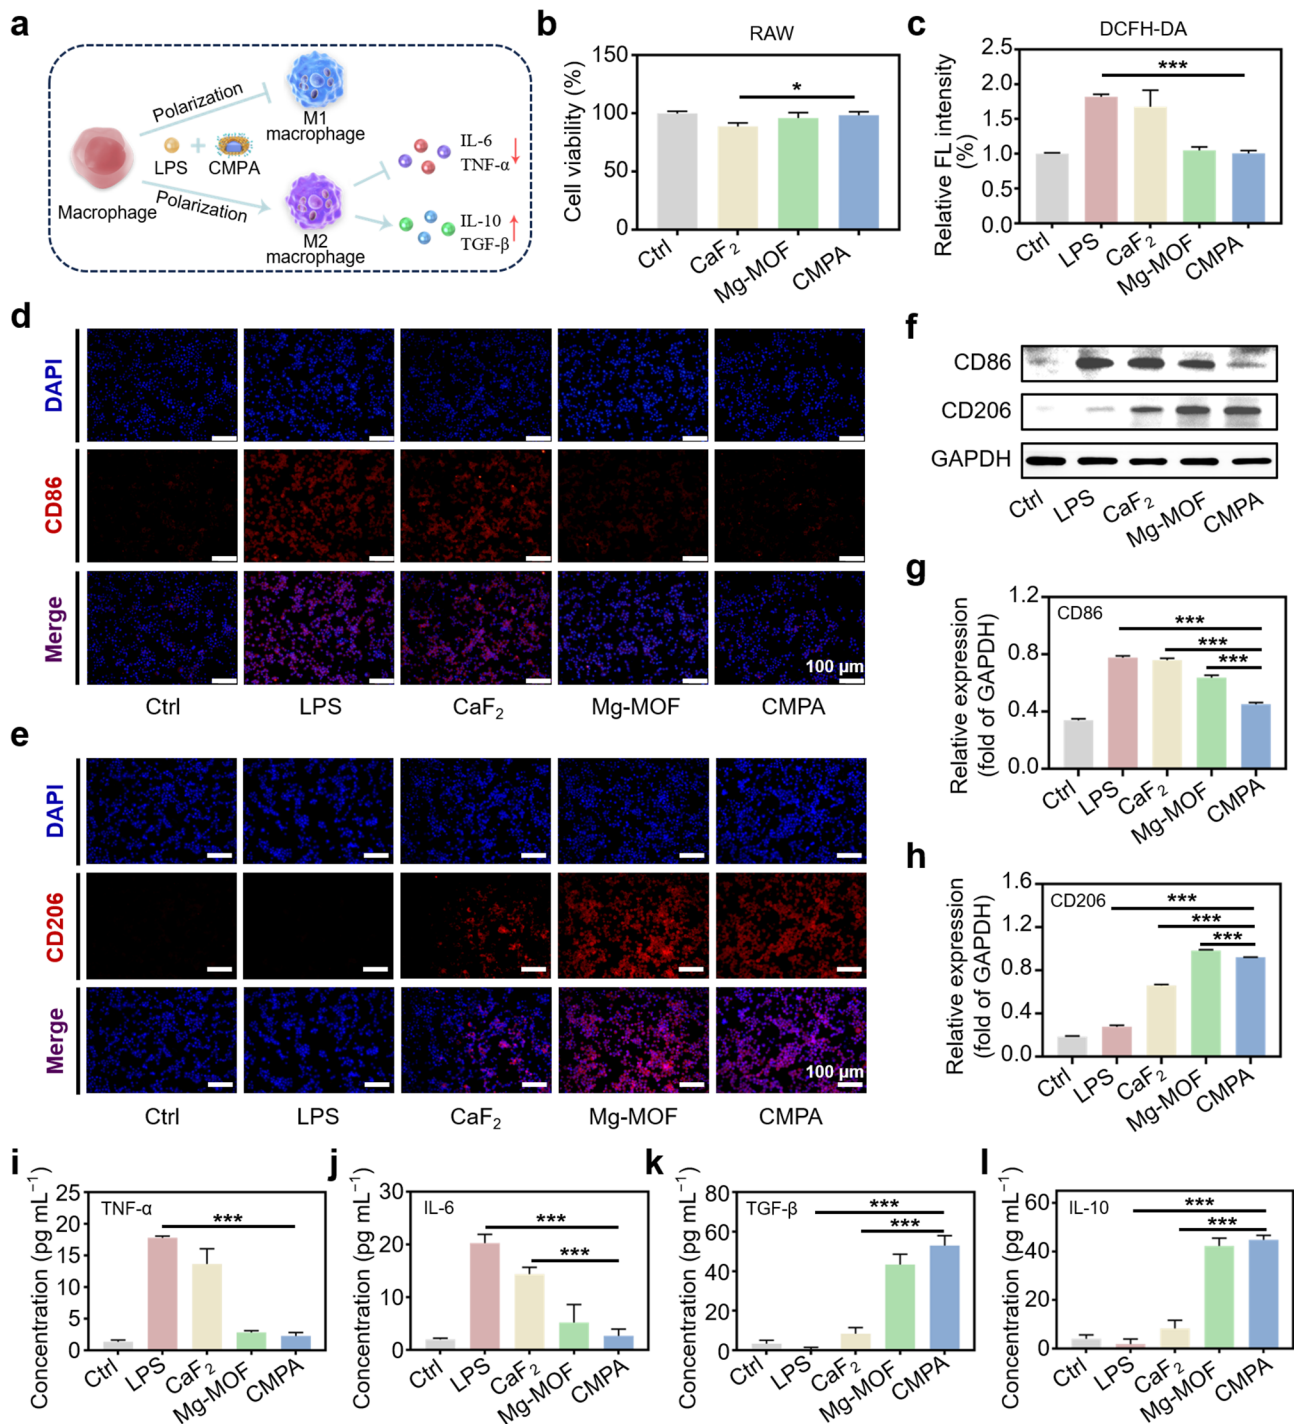 a
Polarization
M1
macrophage
LPS + CMPA
Macrophage
Polarization
M2
macrophage
IL-6
TNF-α
IL-10
TGF-β
b
RAW
Cell viability (%)
150
100
50
0
*
Ctrl
CaF₂
Mg-MOF
CMPA
c
DCFH-DA
Relative FL intensity
(%)
2.5
2.0
1.5
1.0
0.5
0.0
***
Ctrl
LPS
CaF₂
Mg-MOF
CMPA
d
DAPI
CD86
Merge
100 μm
Ctrl
LPS
CaF₂
Mg-MOF
CMPA
e
DAPI
CD206
Merge
100 μm
Ctrl
LPS
CaF₂
Mg-MOF
CMPA
f
CD86
CD206
GAPDH
Ctrl
LPS
CaF₂
Mg-MOF
CMPA
g
CD86
Relative expression
(fold of GAPDH)
1.2
0.8
0.4
0.0
***
***
***
Ctrl
LPS
CaF₂
Mg-MOF
CMPA
h
CD206
Relative expression
(fold of GAPDH)
1.6
1.2
0.8
0.4
0.0
***
***
***
Ctrl
LPS
CaF₂
Mg-MOF
CMPA
i
TNF-α
Concentration (pg mL⁻¹)
25
20
15
10
5
0
***
Ctrl
LPS
CaF₂
Mg-MOF
CMPA
j
IL-6
Concentration (pg mL⁻¹)
30
20
10
0
***
***
Ctrl
LPS
CaF₂
Mg-MOF
CMPA
k
TGF-β
Concentration (pg mL⁻¹)
80
60
40
20
0
***
***
Ctrl
LPS
CaF₂
Mg-MOF
CMPA
l
IL-10
Concentration (pg mL⁻¹)
60
40
20
0
***
***
Ctrl
LPS
CaF₂
Mg-MOF
CMPA